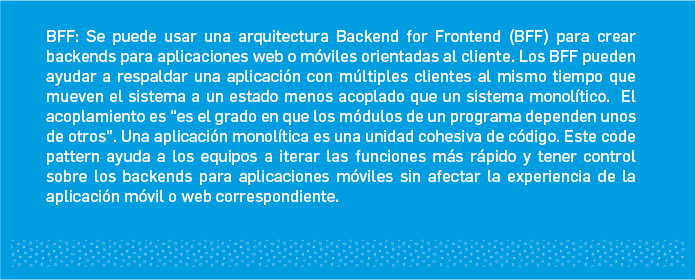 BFF: Se puede usar una arquitectura Backend for Frontend (BFF) para crear
backends para aplicaciones web o móviles orientadas al cliente. Los BFF pueden
ayudar a respaldar una aplicación con múltiples clientes al mismo tiempo que
mueven el sistema a un estado menos acoplado que un sistema monolítico. El
acoplamiento es "es el grado en que los módulos de un programa dependen unos
de otros". Una aplicación monolítica es una unidad cohesiva de código. Este code
pattern ayuda a los equipos a iterar las funciones más rápido y tener control
sobre los backends para aplicaciones móviles sin afectar la experiencia de la
aplicación móvil o web correspondiente.